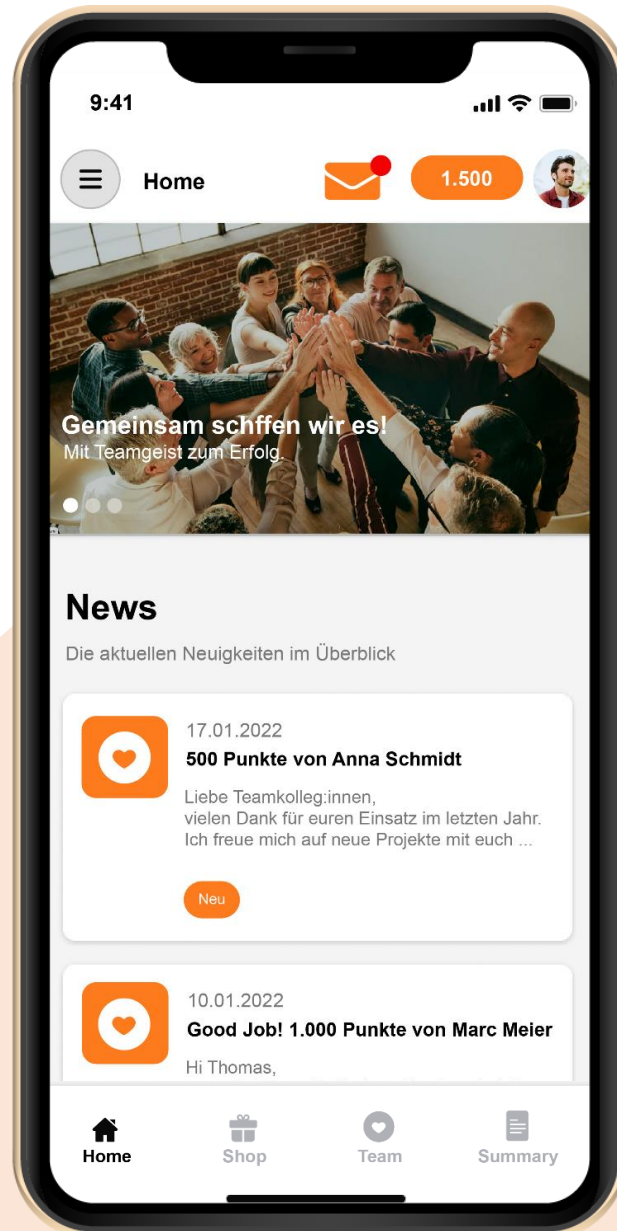 9:41
Home
1.500
Gemeinsam schffen wir es!
Mit Teamgeist zum Erfolg.
News
Die aktuellen Neuigkeiten im Überblick
17.01.2022
500 Punkte von Anna Schmidt
Liebe Teamkolleg:innen,
vielen Dank für euren Einsatz im letzten Jahr.
Ich freue mich auf neue Projekte mit euch ...
Neu
10.01.2022
Good Job! 1.000 Punkte von Marc Meier
Hi Thomas,
Home
Shop
Team
Summary